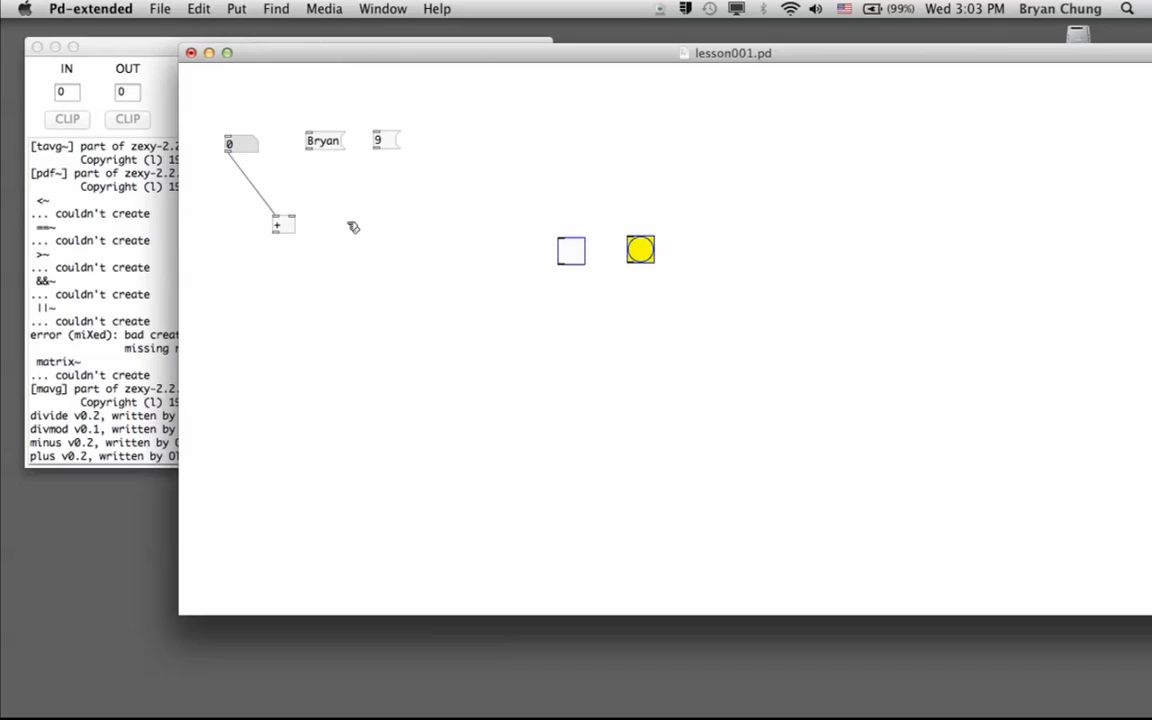 Pd-extended File Edit Put Find Media Window Help (99%) Wed 3:03 PM Bryan Chung
lesson001.pd
IN OUT
0 0
CLIP CLIP
[tavg~] part of zexy-2.2.
Copyright (l) 19
[pdf~] part of zexy-2.2.
Copyright (l) 19
<~
... couldn't create
==~
... couldn't create
>~
... couldn't create
&&~
... couldn't create
||~
... couldn't create
error (miXed): bad creat
missing
matrix~
... couldn't create
[mavg] part of zexy-2.2.
Copyright (l) 19
divide v0.2, written by
divmod v0.1, written by
minus v0.2, written by
plus v0.2, written by Ol
0 Bryan 9
+